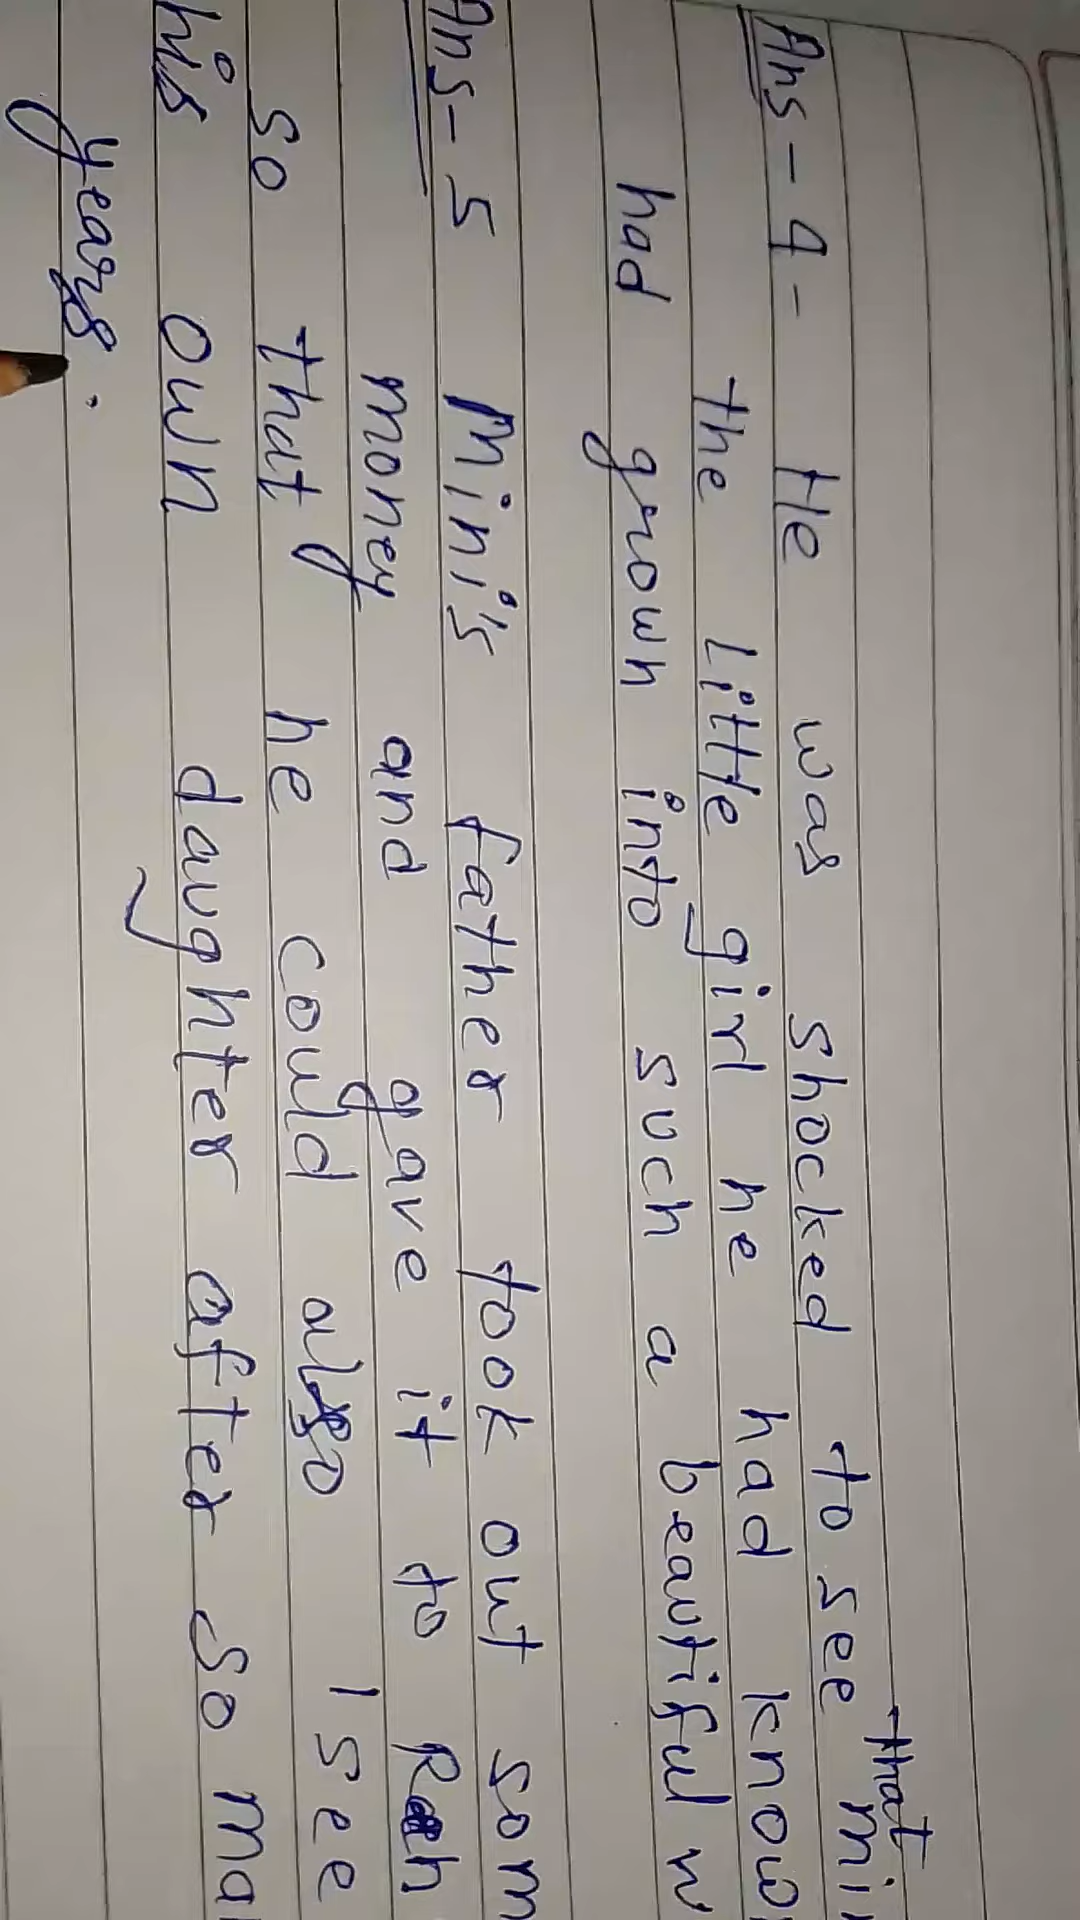 that
Ans-4- He was shocked to see
the little girl he had know
had grown into such a beautiful
Ans-5 Mini's father took out som
money and gave it to
so that he could also see
his own daughter after so ma
years.